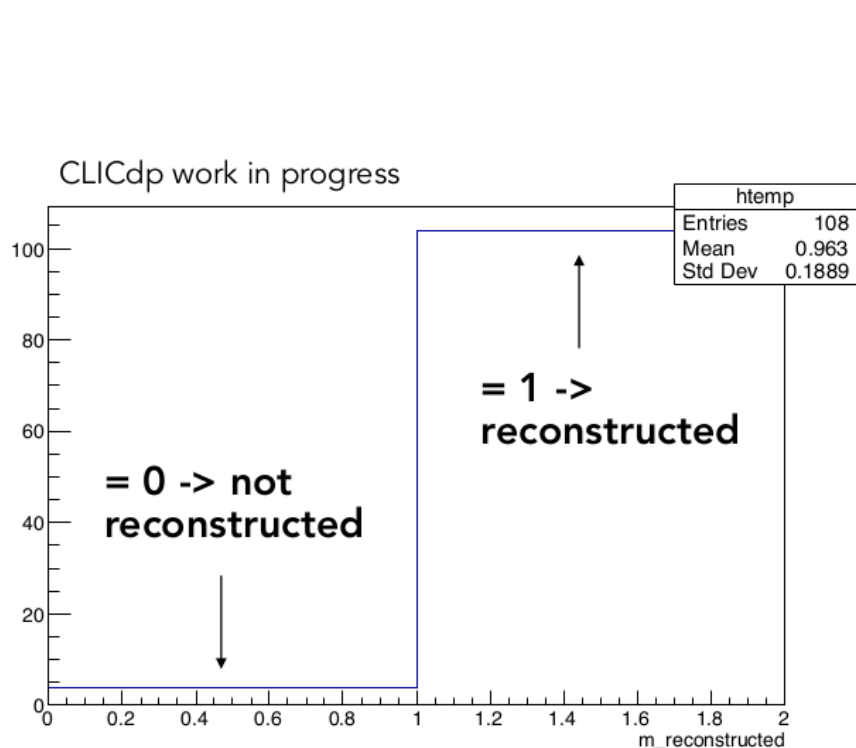 CLICdp work in progress
htemp
Entries 108
Mean 0.963
Std Dev 0.1889
100
80
60
40
20
0
= 1 ->
reconstructed
= 0 -> not
reconstructed
0 0.2 0.4 0.6 0.8 1 1.2 1.4 1.6 1.8 2
m_reconstructed